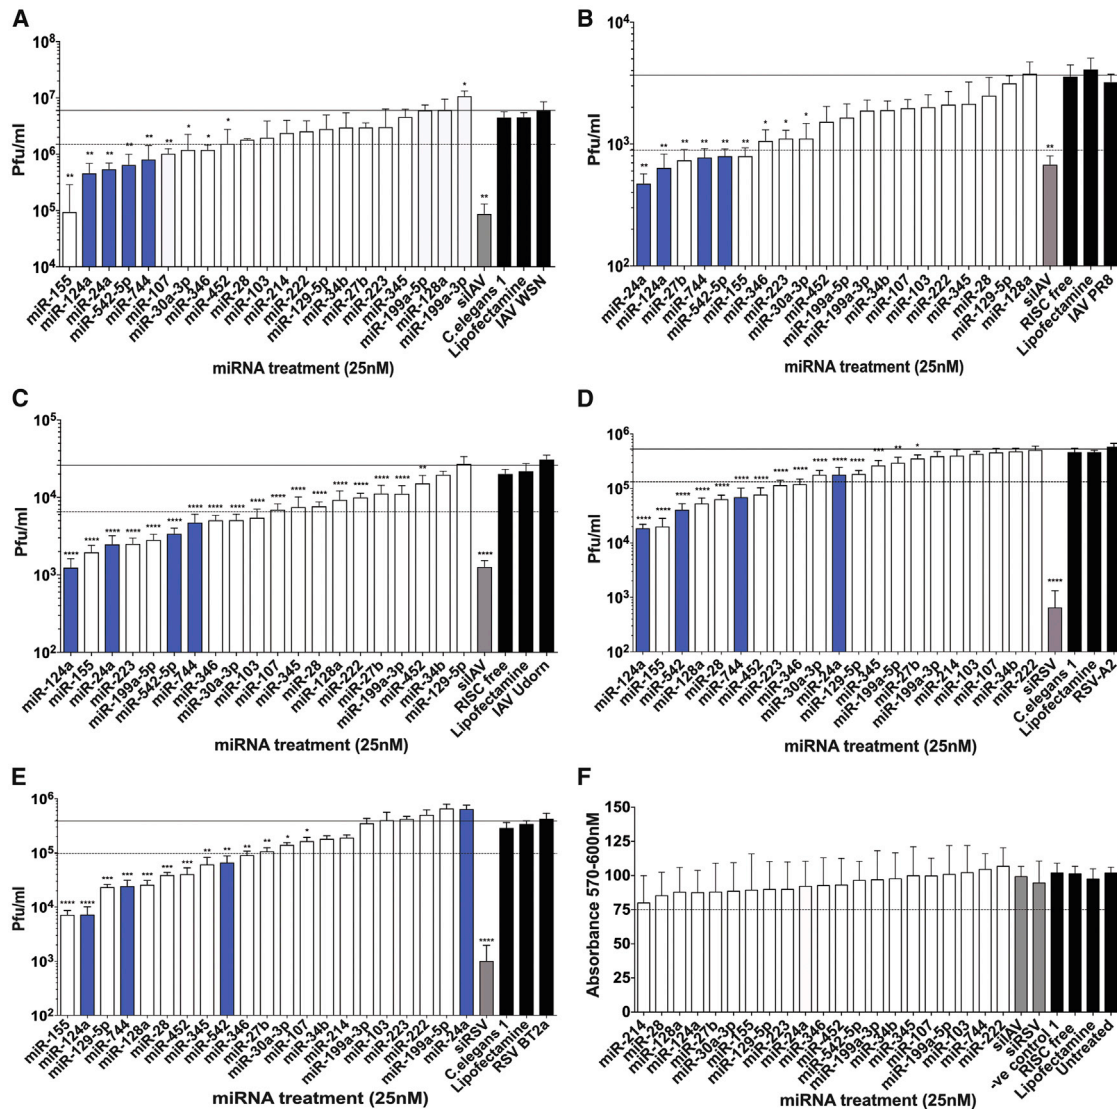 A
Pfu/ml
10⁸
10⁷
10⁶
10⁵
10⁴
** ** ** ** ** ** * * * * **
miR-155
miR-124a
miR-24a
miR-542-5p
miR-744
miR-107
miR-30a-3p
miR-346
miR-452
miR-28
miR-103
miR-214
miR-222
miR-129-5p
miR-34b
miR-27b
miR-223
miR-345
miR-199a-5p
miR-128a
miR-199a-3p
siIAV
C.elegans 1
Lipofectamine
IAV WSN
miRNA treatment (25nM)
B
Pfu/ml
10⁴
10³
10²
** ** ** ** ** ** * * * **
miR-24a
miR-124a
miR-27b
miR-744
miR-542-5p
miR-155
miR-346
miR-223
miR-30a-3p
miR-452
miR-199a-5p
miR-199a-3p
miR-34b
miR-107
miR-103
miR-222
miR-345
miR-28
miR-129-5p
miR-128a
siIAV
RISC free
Lipofectamine
IAV PR8
miRNA treatment (25nM)
C
Pfu/ml
10⁵
10⁴
10³
10²
**** **** **** **** **** **** **** **** **** **** **** **** **** **** **** **** **** ** ****
miR-124a
miR-155
miR-24a
miR-223
miR-199a-5p
miR-542-5p
miR-744
miR-346
miR-30a-3p
miR-103
miR-107
miR-345
miR-28
miR-128a
miR-222
miR-27b
miR-199a-3p
miR-452
miR-34b
miR-129-5p
siIAV
RISC free
Lipofectamine
IAV Udorn
miRNA treatment (25nM)
D
Pfu/ml
10⁶
10⁵
10⁴
10³
10²
**** **** **** **** **** **** **** **** **** **** **** **** *** ** * ****
miR-124a
miR-155
miR-542
miR-128a
miR-28
miR-744
miR-452
miR-223
miR-346
miR-30a-3p
miR-24a
miR-129-5p
miR-345
miR-199a-5p
miR-27b
miR-199a-3p
miR-214
miR-103
miR-107
miR-34b
miR-222
siRSV
C.elegans 1
Lipofectamine
RSV-A2
miRNA treatment (25nM)
E
Pfu/ml
10⁶
10⁵
10⁴
10³
10²
**** **** *** *** *** *** *** ** ** ** ** * * ****
miR-155
miR-124a
miR-129-5p
miR-744
miR-128a
miR-28
miR-452
miR-345
miR-542
miR-346
miR-27b
miR-30a-3p
miR-107
miR-34b
miR-214
miR-199a-3p
miR-103
miR-223
miR-222
miR-199a-5p
miR-24a
siRSV
C.elegans 1
Lipofectamine
RSV B12a
miRNA treatment (25nM)
F
Absorbance 570-600nM
150
125
100
75
50
25
0
miR-214
miR-28
miR-128a
miR-124a
miR-27b
miR-30a-3p
miR-155
miR-129-5p
miR-223
miR-24a
miR-346
miR-452
miR-542-5p
miR-199a-3p
miR-34b
miR-345
miR-107
miR-199a-5p
miR-103
miR-744
miR-222
siIAV
siRSV
-ve control 1
RISC free
Lipofectamine
Untreated
miRNA treatment (25nM)